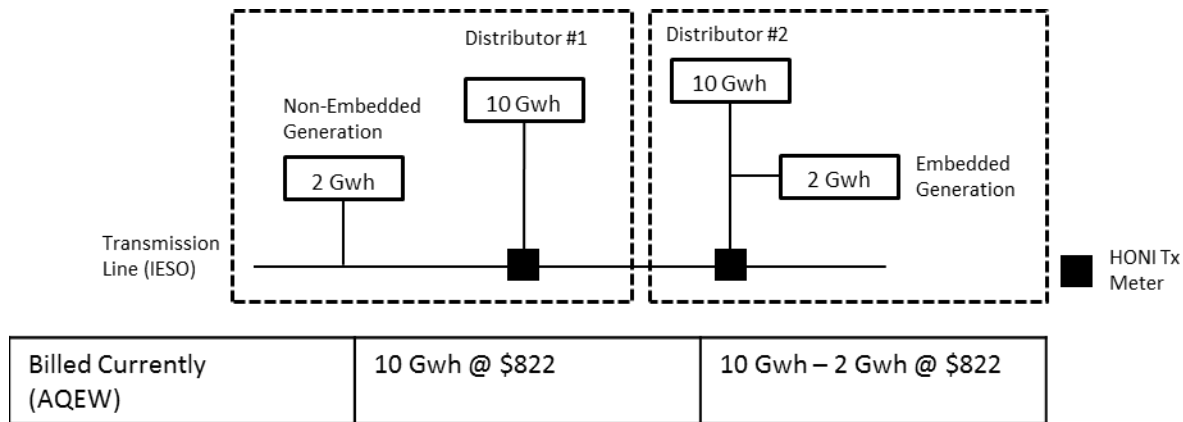 Distributor #1
Distributor #2
10 Gwh
10 Gwh
Non-Embedded
Generation
2 Gwh
2 Gwh
Embedded
Generation
Transmission
Line (IESO)
HONI Tx
Meter
Billed Currently
(AQEW)
10 Gwh @ $822
10 Gwh – 2 Gwh @ $822